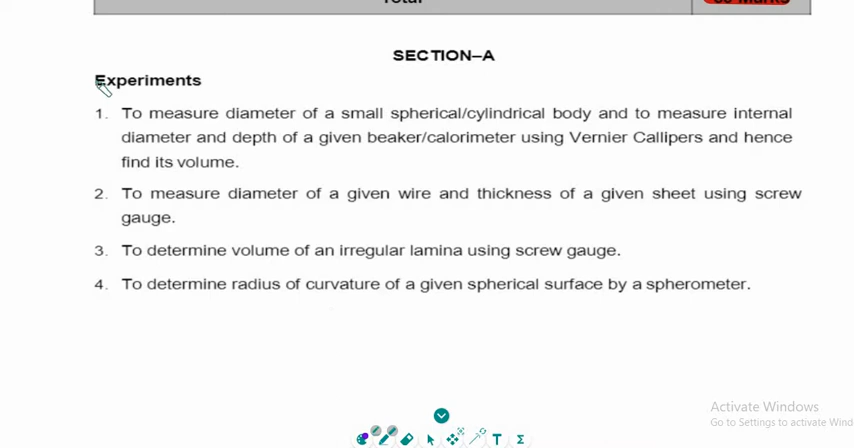 Total
SECTION–A
Experiments
1. To measure diameter of a small spherical/cylindrical body and to measure internal
diameter and depth of a given beaker/calorimeter using Vernier Callipers and hence
find its volume.
2. To measure diameter of a given wire and thickness of a given sheet using screw
gauge.
3. To determine volume of an irregular lamina using screw gauge.
4. To determine radius of curvature of a given spherical surface by a spherometer.
Activate Windows
Go to Settings to activate Wind
T Σ